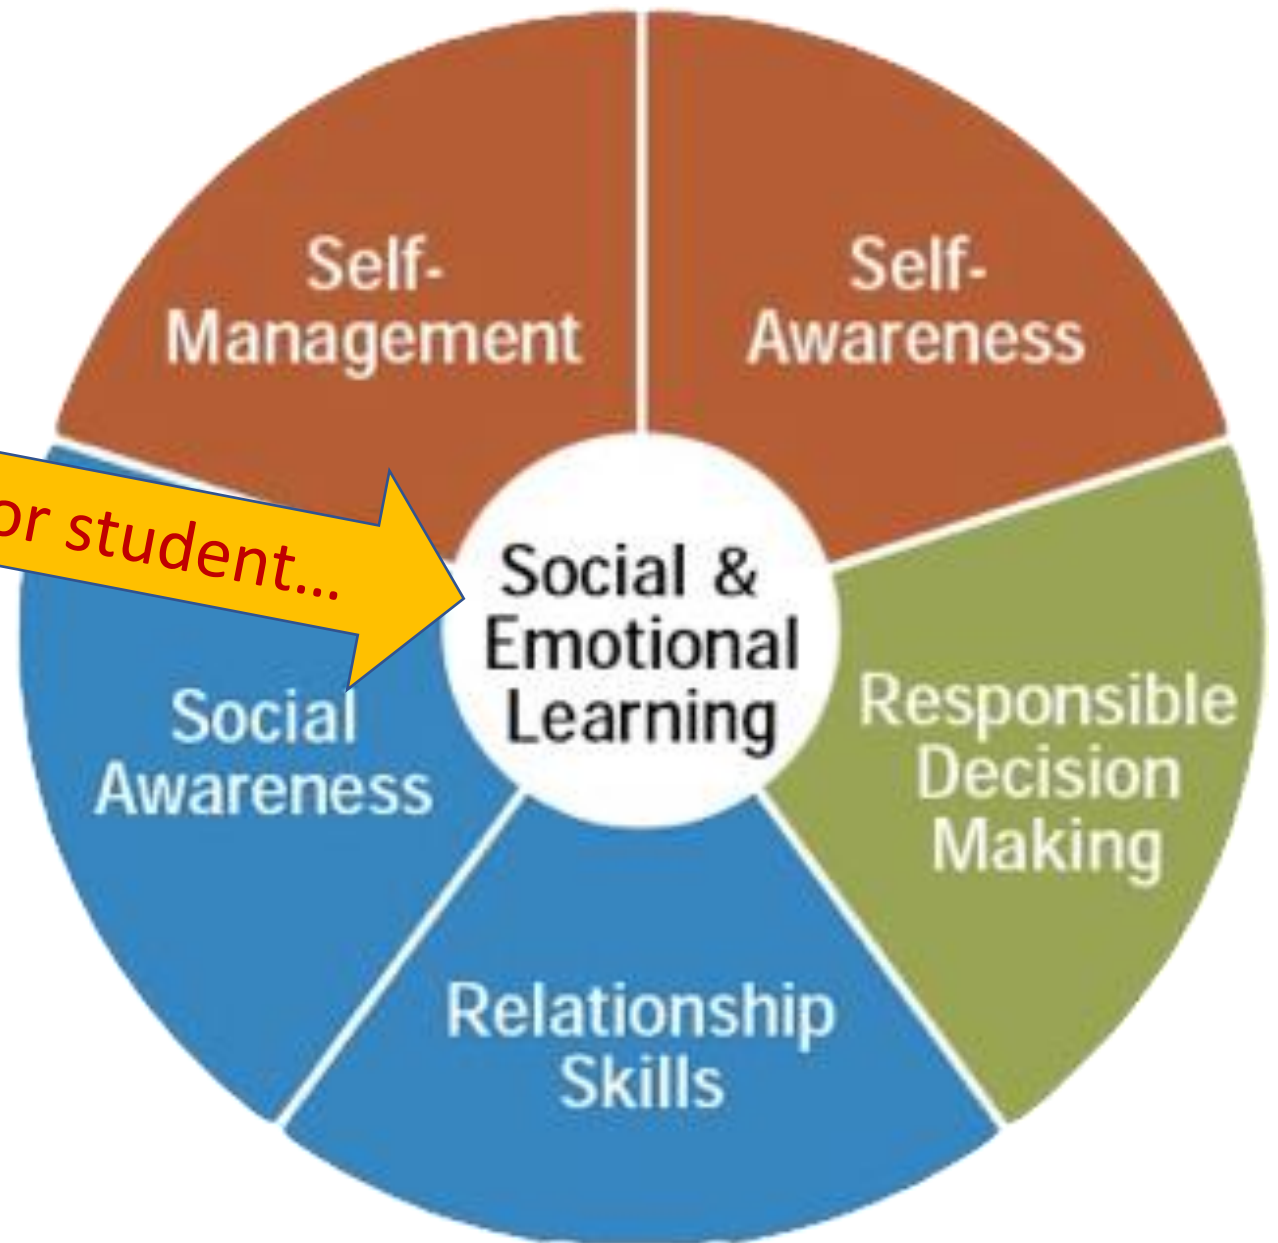 Self-
Management
Self-
Awareness
or student...
Social &
Emotional
Learning
Social
Awareness
Responsible
Decision
Making
Relationship
Skills